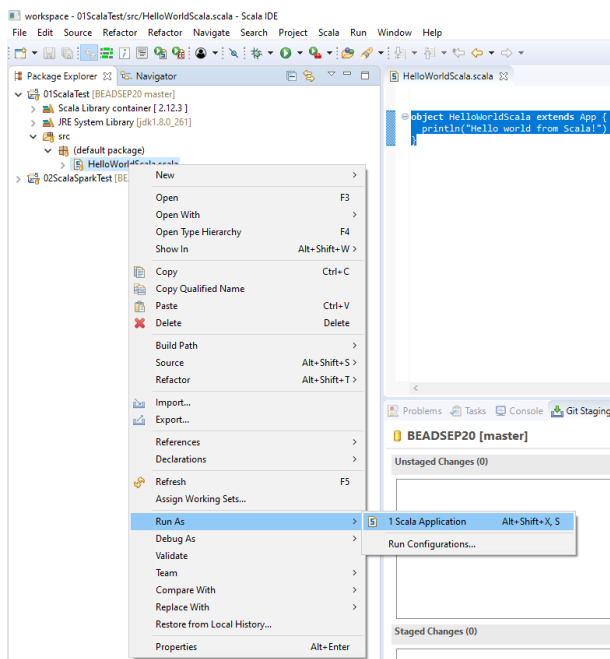 workspace - 01ScalaTest/src/HelloWorldScala.scala - Scala IDE
File Edit Source Refactor Refactor Navigate Search Project Scala Run Window Help
Package Explorer Navigator
01ScalaTest [BEADSEP20 master]
Scala Library container [ 2.12.3 ]
JRE System Library [jdk1.8.0_261]
src
(default package)
HelloWorldScala.scala
02ScalaSparkTest [BE
HelloWorldScala.scala
object HelloWorldScala extends App {
println("Hello world from Scala!")
}
New
Open F3
Open With
Open Type Hierarchy F4
Show In Alt+Shift+W >
Copy Ctrl+C
Copy Qualified Name
Paste Ctrl+V
Delete Delete
Build Path
Source Alt+Shift+S >
Refactor Alt+Shift+T >
Import...
Export...
References
Declarations
Refresh F5
Assign Working Sets...
Run As
Debug As
Validate
Team
Compare With
Replace With
Restore from Local History...
Properties Alt+Enter
1 Scala Application Alt+Shift+X, S
Run Configurations...
Problems Tasks Console Git Staging
BEADSEP20 [master]
Unstaged Changes (0)
Staged Changes (0)